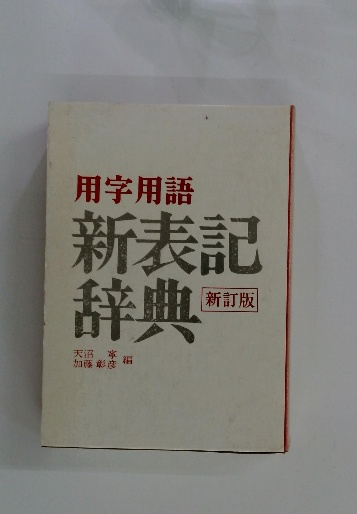 用字用語
新表記
辞典 新訂版
天沼 寧
加藤彰彦 編